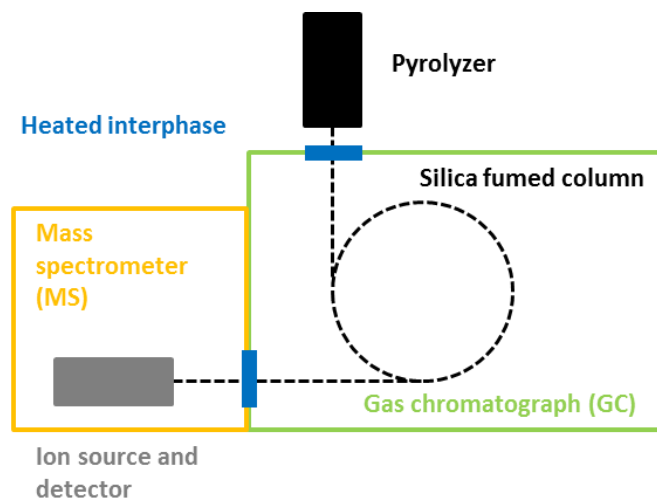 Pyrolyzer
Heated interphase
Silica fumed column
Mass
spectrometer
(MS)
Gas chromatograph (GC)
Ion source and
detector